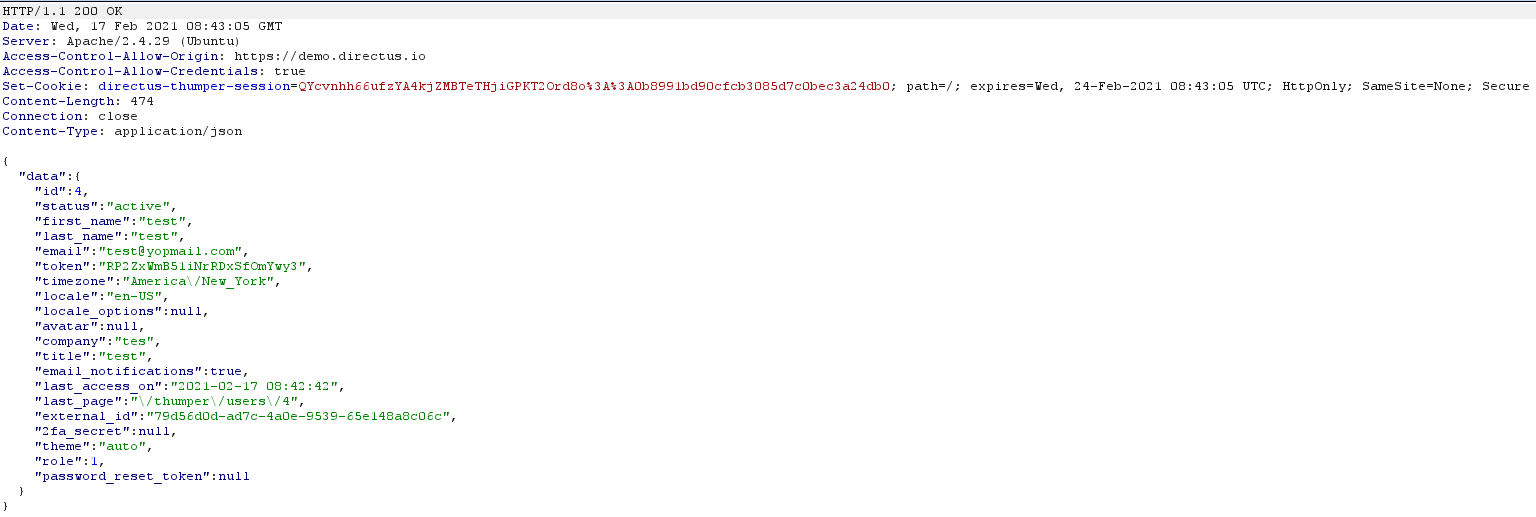 HTTP/1.1 200 OK
Date: Wed, 17 Feb 2021 08:43:05 GMT
Server: Apache/2.4.29 (Ubuntu)
Access-Control-Allow-Origin: https://demo.directus.io
Access-Control-Allow-Credentials: true
Set-Cookie: directus-thumper-session=QYcvnhh66ufzYA4kjZMBTeTHjiGPKT2Ord8o%3A%3A0b8991bd90cfcb3085d7c0bec3a24db0; path=/; expires=Wed, 24-Feb-2021 08:43:05 UTC; HttpOnly; SameSite=None; Secure
Content-Length: 474
Connection: close
Content-Type: application/json
{
"data":{
"id":4,
"status":"active",
"first_name":"test",
"last_name":"test",
"email":"test@yopmail.com",
"token":"RP2ZxWmB51iNrRDxSfOmYwy3",
"timezone":"America\/New_York",
"locale":"en-US",
"locale_options":null,
"avatar":null,
"company":"tes",
"title":"test",
"email_notifications":true,
"last_access_on":"2021-02-17 08:42:42",
"last_page":"\/thumper\/users\/4",
"external_id":"79d56d0d-ad7c-4a0e-9539-65e148a8c06c",
"2fa_secret":null,
"theme":"auto",
"role":1,
"password_reset_token":null
}
}